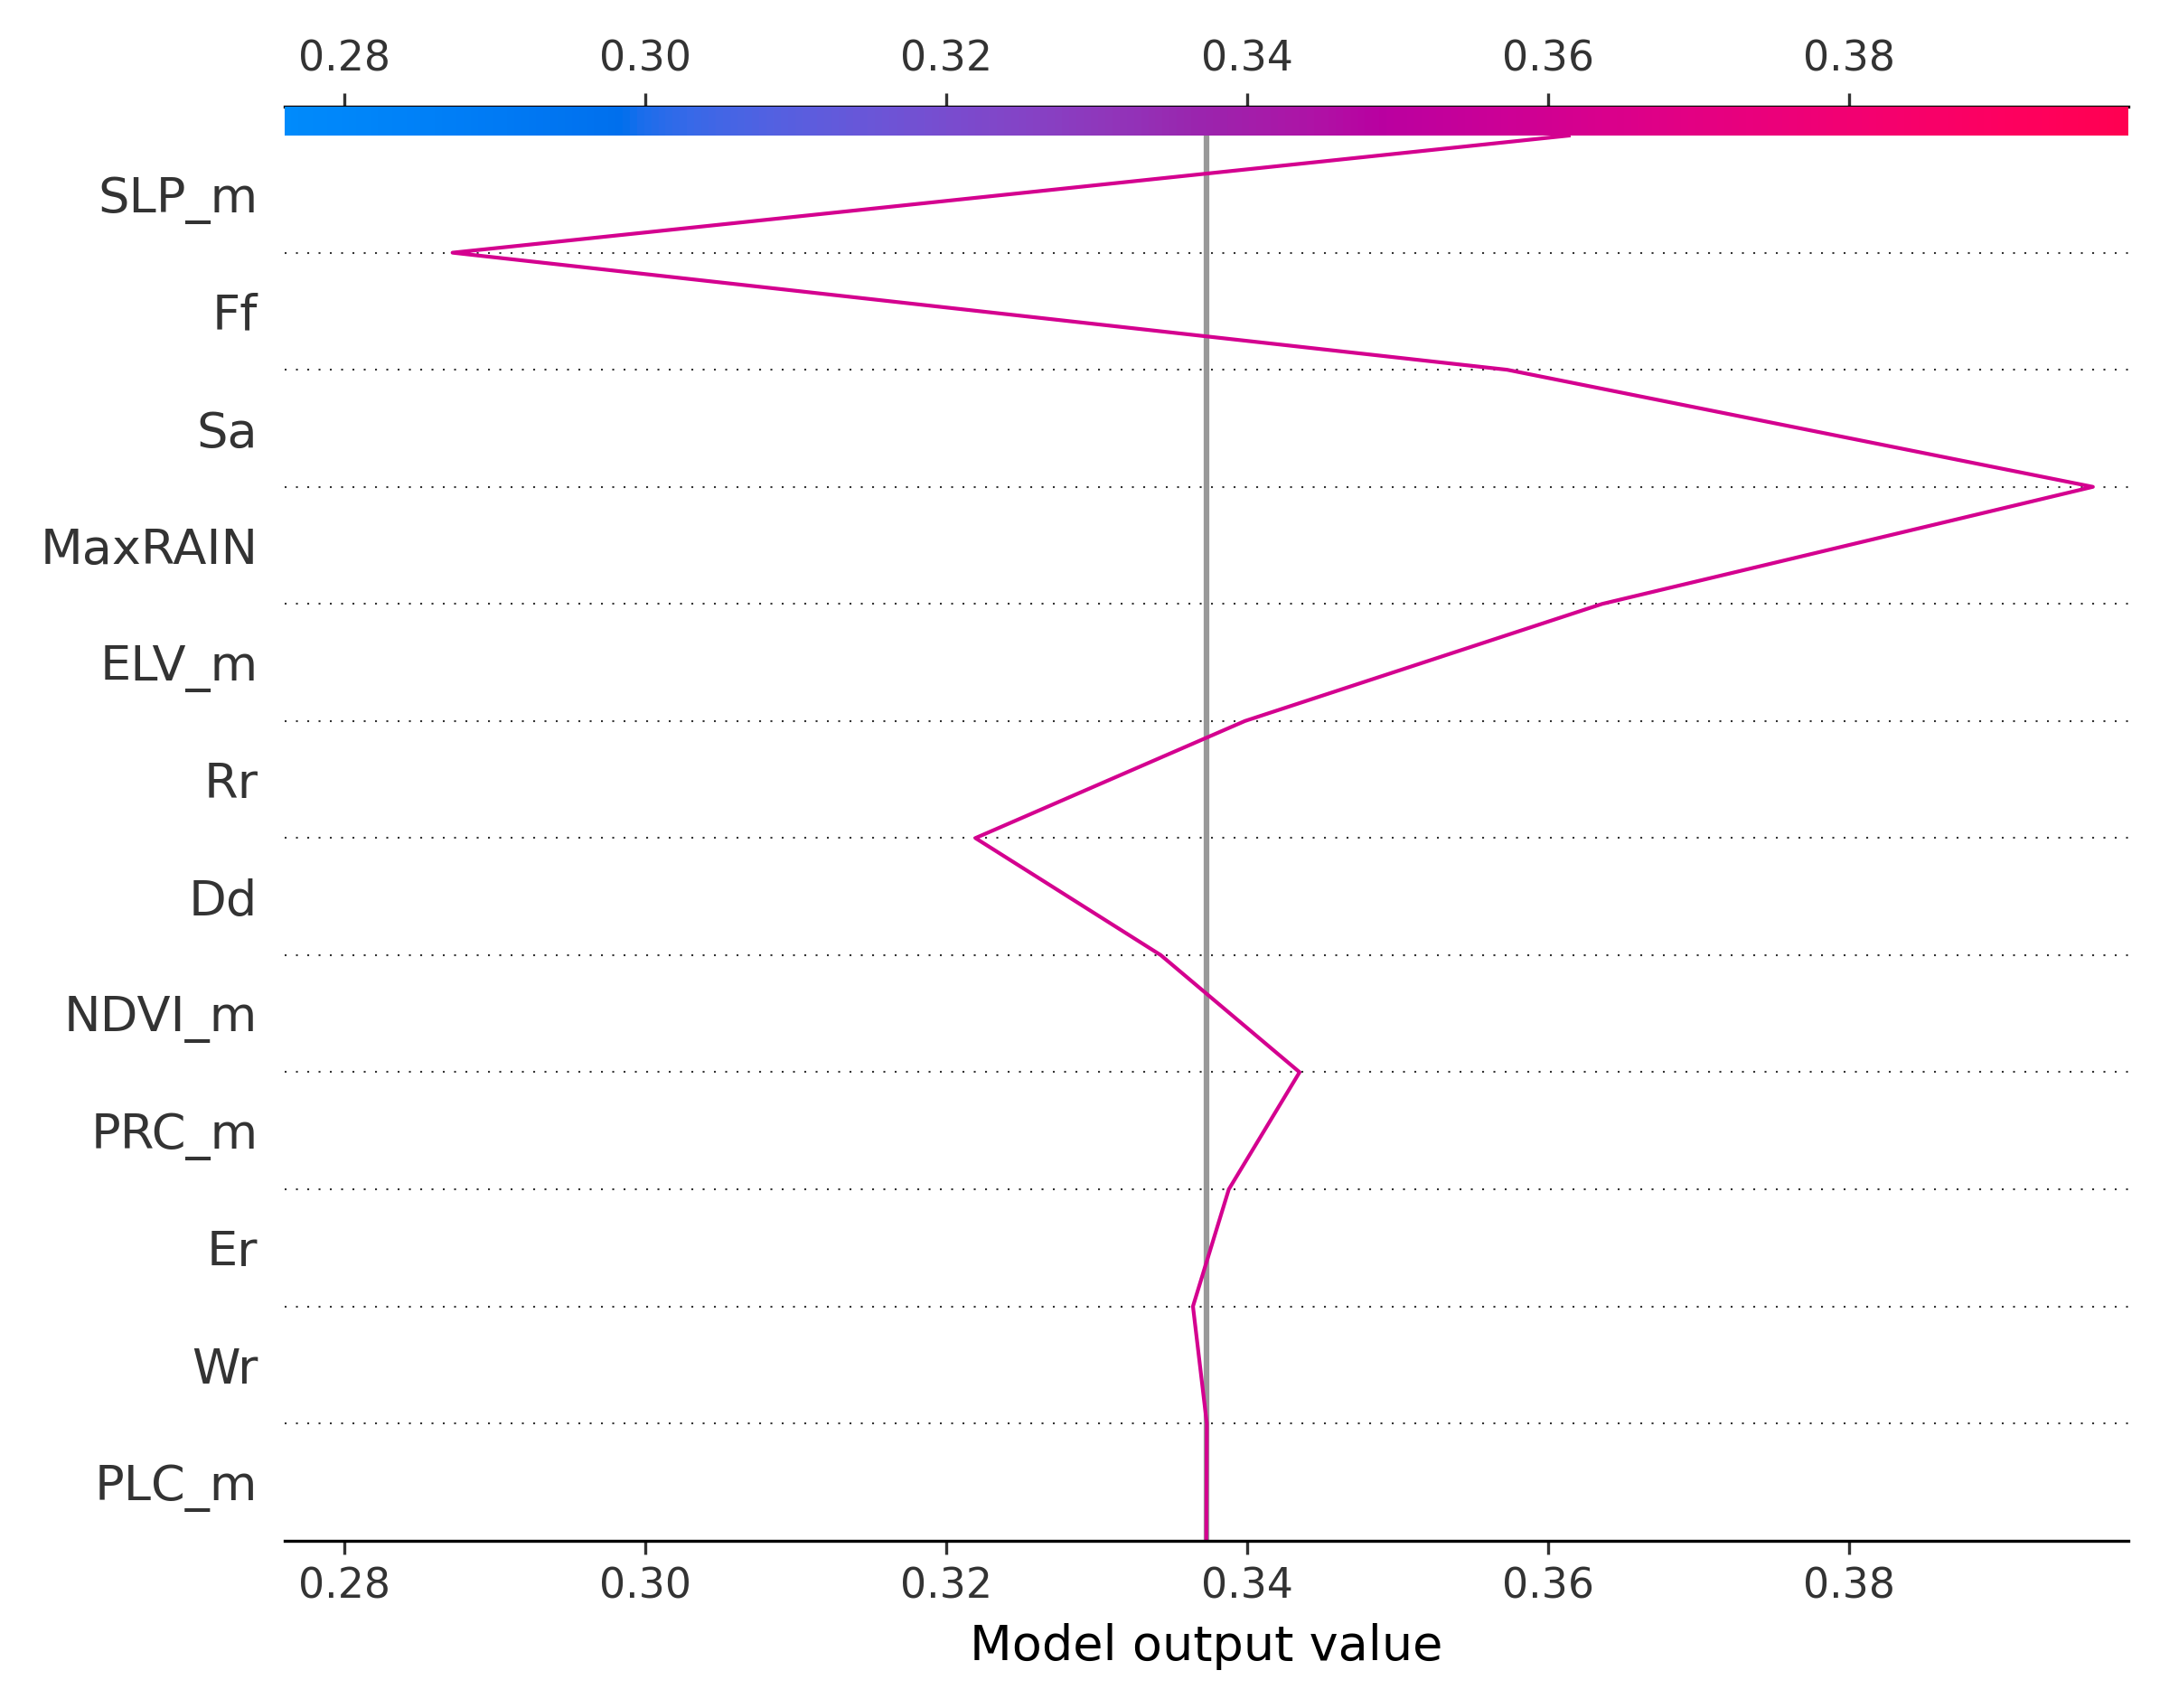 0.28 0.30 0.32 0.34 0.36 0.38
SLP_m
Ff
Sa
MaxRAIN
ELV_m
Rr
Dd
NDVI_m
PRC_m
Er
Wr
PLC_m
0.28 0.30 0.32 0.34 0.36 0.38
Model output value